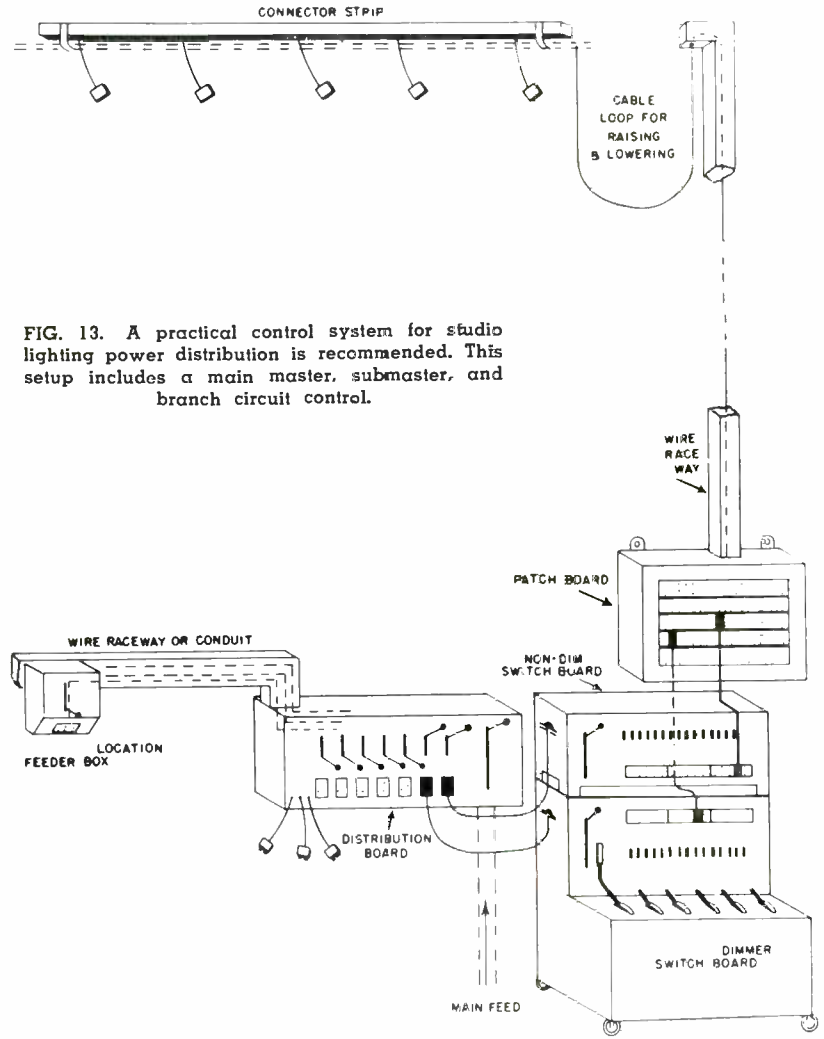 CONNECTOR STRIP
CABLE
LOOP FOR
RAISING
& LOWERING
FIG. 13. A practical control system for studio
lighting power distribution is recommended. This
setup includes a main master, submaster, and
branch circuit control.
WIRE
RACE
WAY
PATCH BOARD
WIRE RACEWAY OR CONDUIT
NON-DIM
SWITCH BOARD
LOCATION
FEEDER BOX
DISTRIBUTION
BOARD
DIMMER
SWITCH BOARD
MAIN FEED